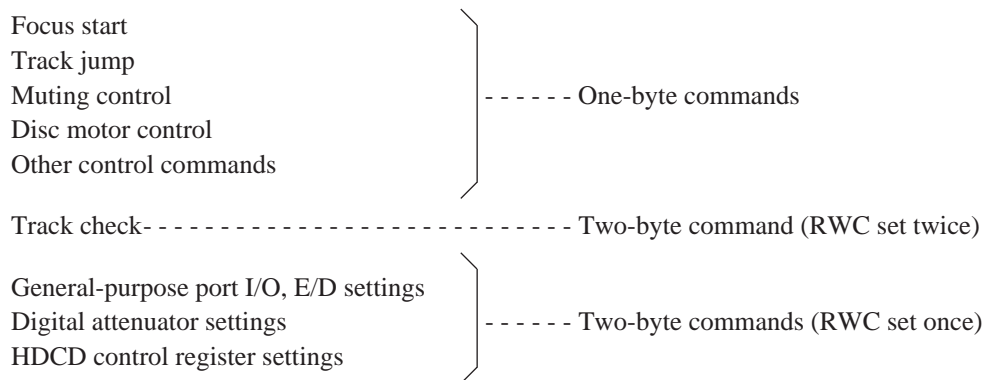 Focus start
Track jump
Muting control - - - - - - One-byte commands
Disc motor control
Other control commands
Track check- - - - - - - - - - - - - - - - - - - - - - - - - - - - Two-byte command (RWC set twice)
General-purpose port I/O, E/D settings
Digital attenuator settings - - - - - - Two-byte commands (RWC set once)
HDCD control register settings